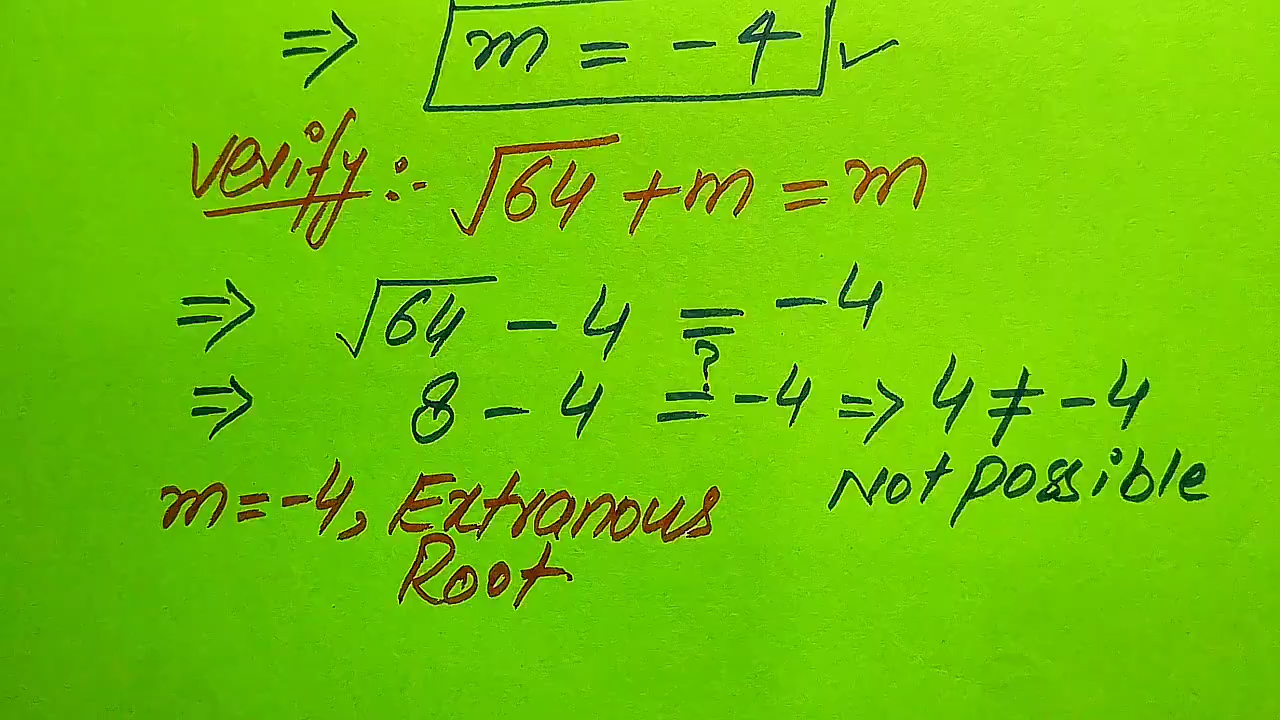 ⇒ m = -4 ✓
Verify:- √64 + m = m
⇒ √64 - 4 = -4
⇒ 8 - 4 ?= -4 ⇒ 4 ≠ -4
Not possible
m = -4, Extranous
Root